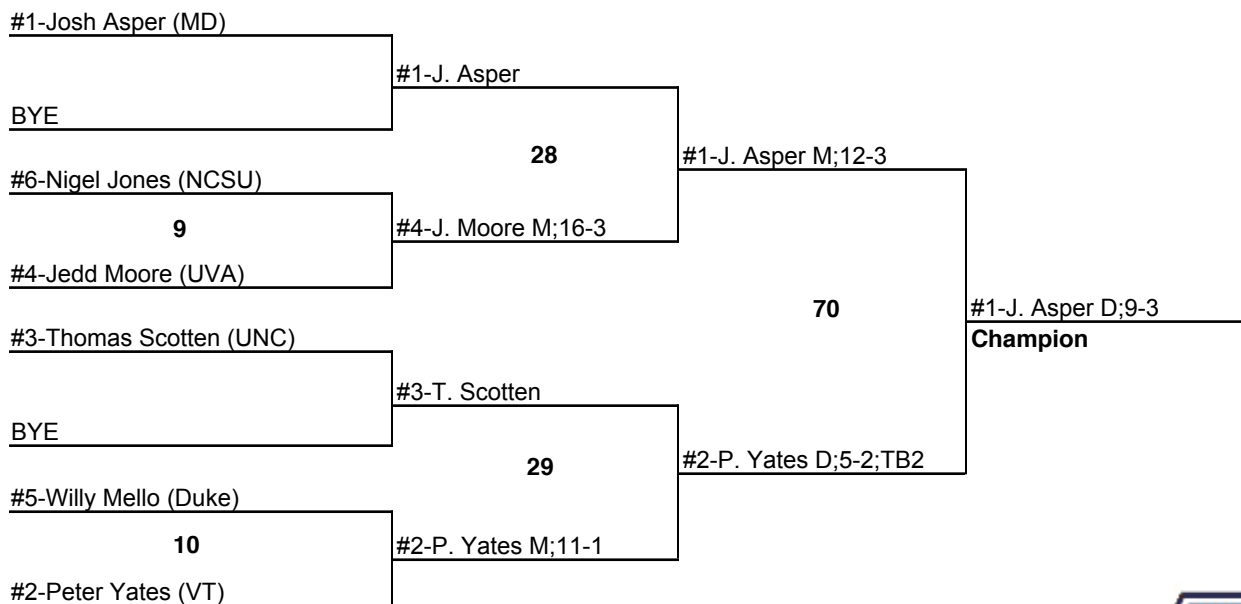 #1-Josh Asper (MD)
#1-J. Asper
BYE
28
#1-J. Asper M;12-3
#6-Nigel Jones (NCSU)
9
#4-J. Moore M;16-3
#4-Jedd Moore (UVA)
70
#1-J. Asper D;9-3
Champion
#3-Thomas Scotten (UNC)
#3-T. Scotten
BYE
29
#2-P. Yates D;5-2;TB2
#5-Willy Mello (Duke)
10
#2-P. Yates M;11-1
#2-Peter Yates (VT)